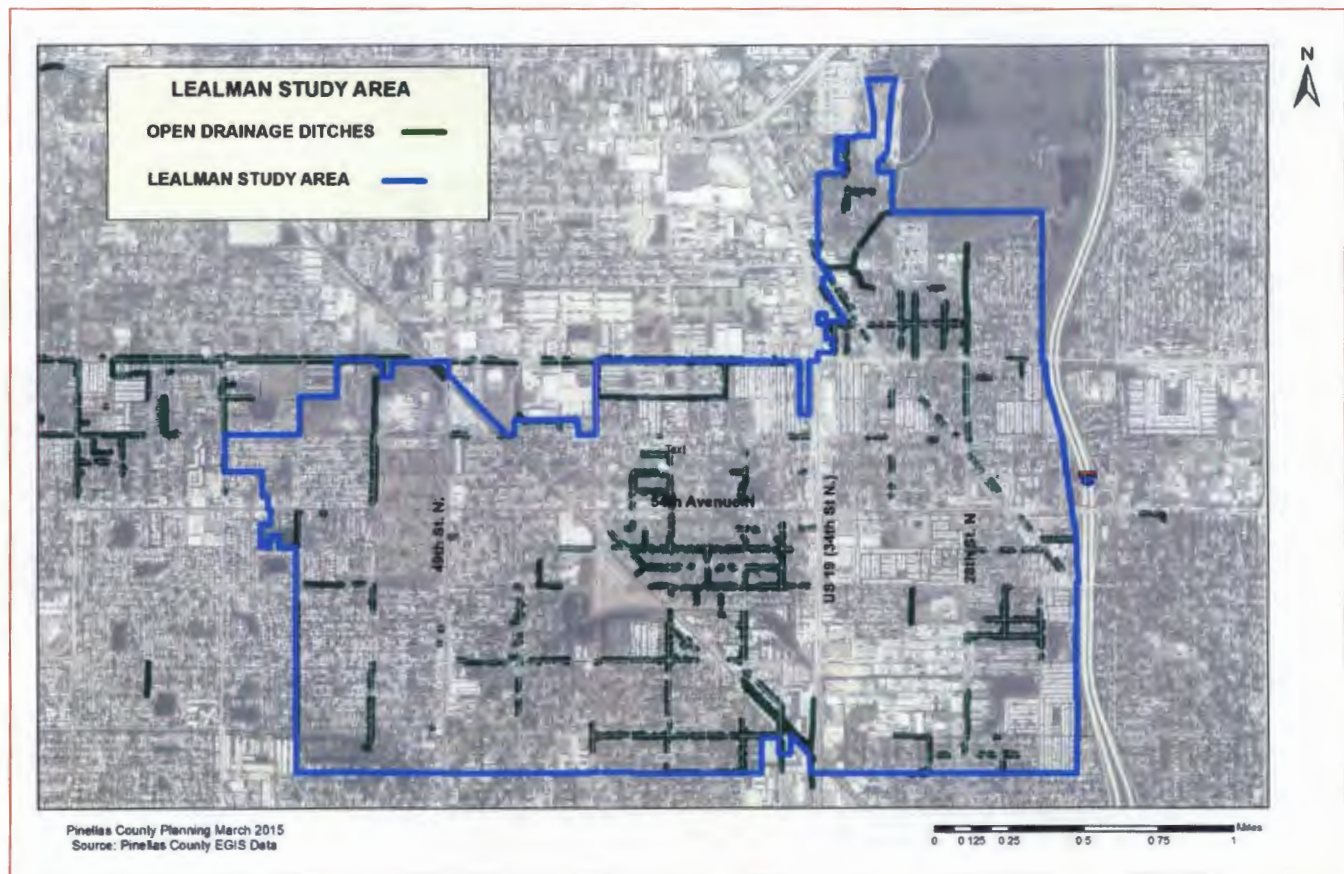 LEALMAN STUDY AREA
OPEN DRAINAGE DITCHES
LEALMAN STUDY AREA
N
Text
54th Avenue N
49th St. N.
US 19 (34th St N.)
28th St. N
Pinellas County Planning March 2015
Source: Pinellas County EGIS Data
Miles
0 0.125 0.25 0.5 0.75 1